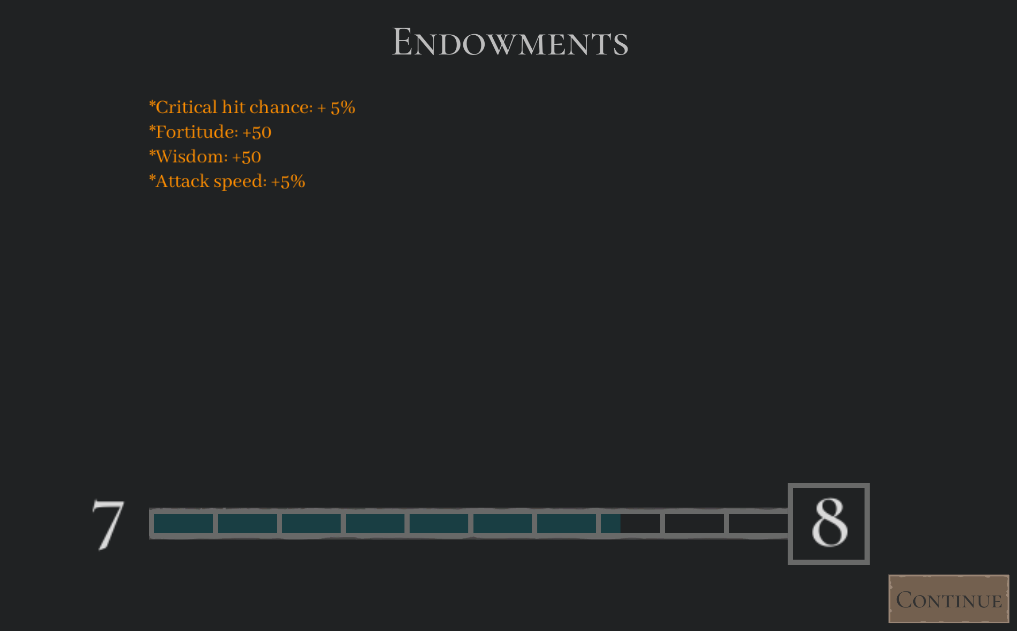 Endowments
*Critical hit chance: + 5%
*Fortitude: +50
*Wisdom: +50
*Attack speed: +5%
7
8
Continue